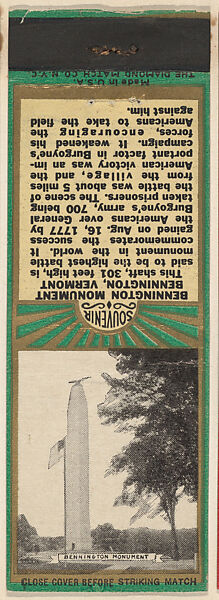 Made in U.S.A.
THE DIAMOND MATCH CO. N.Y.C.
BENNINGTON MONUMENT
BENNINGTON, VERMONT
This shaft, 301 feet high, is
said to be the highest battle
monument in the world. It
commemorates the success
gained on Aug. 16, 1777 by
the Americans over General
Burgoyne's army, 700 being
taken prisoners. The scene of
the battle was about 5 miles
from the village, and the
American victory was an im-
portant factor in Burgoyne's
campaign. It weakened his
forces, encouraging the
Americans to take the field
against him.
SOUVENIR
BENNINGTON MONUMENT
CLOSE COVER BEFORE STRIKING MATCH